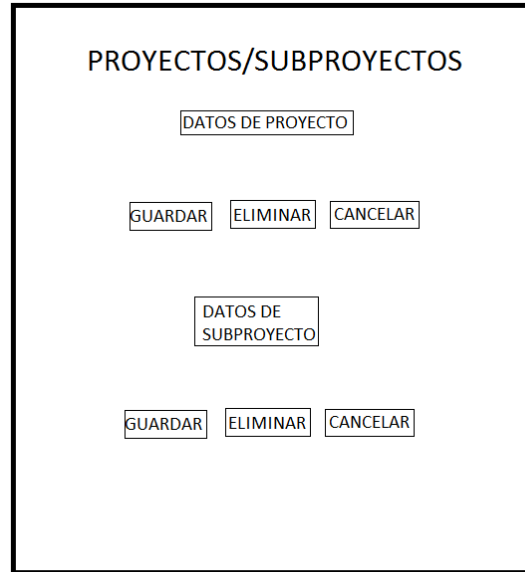 PROYECTOS/SUBPROYECTOS
DATOS DE PROYECTO
GUARDAR ELIMINAR CANCELAR
DATOS DE
SUBPROYECTO
GUARDAR ELIMINAR CANCELAR